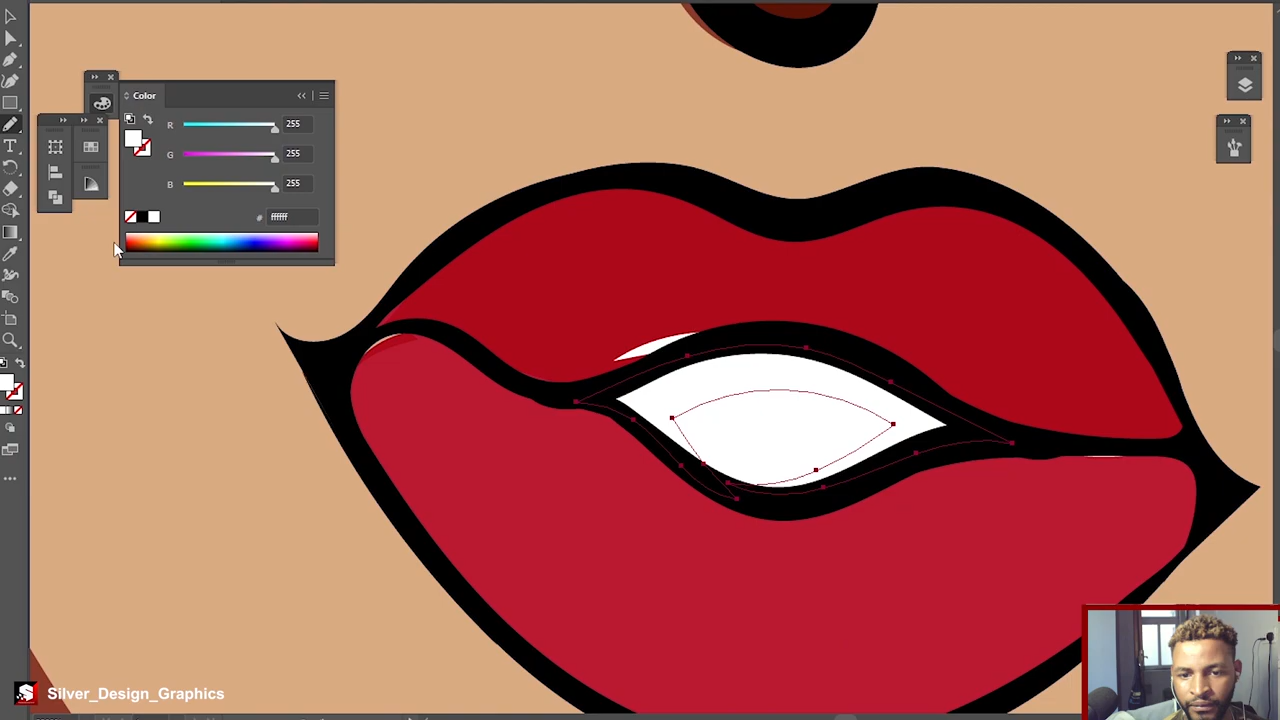 Color
R 255
G 255
B 255
# ffffff
T
S
Silver_Design_Graphics